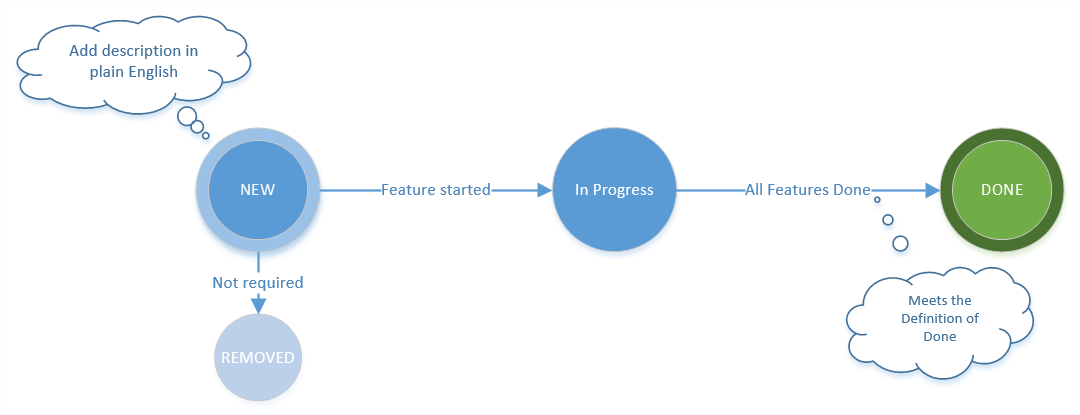 Add description in
plain English
NEW
Feature started
In Progress
All Features Done
DONE
Not required
Meets the
Definition of
Done
REMOVED